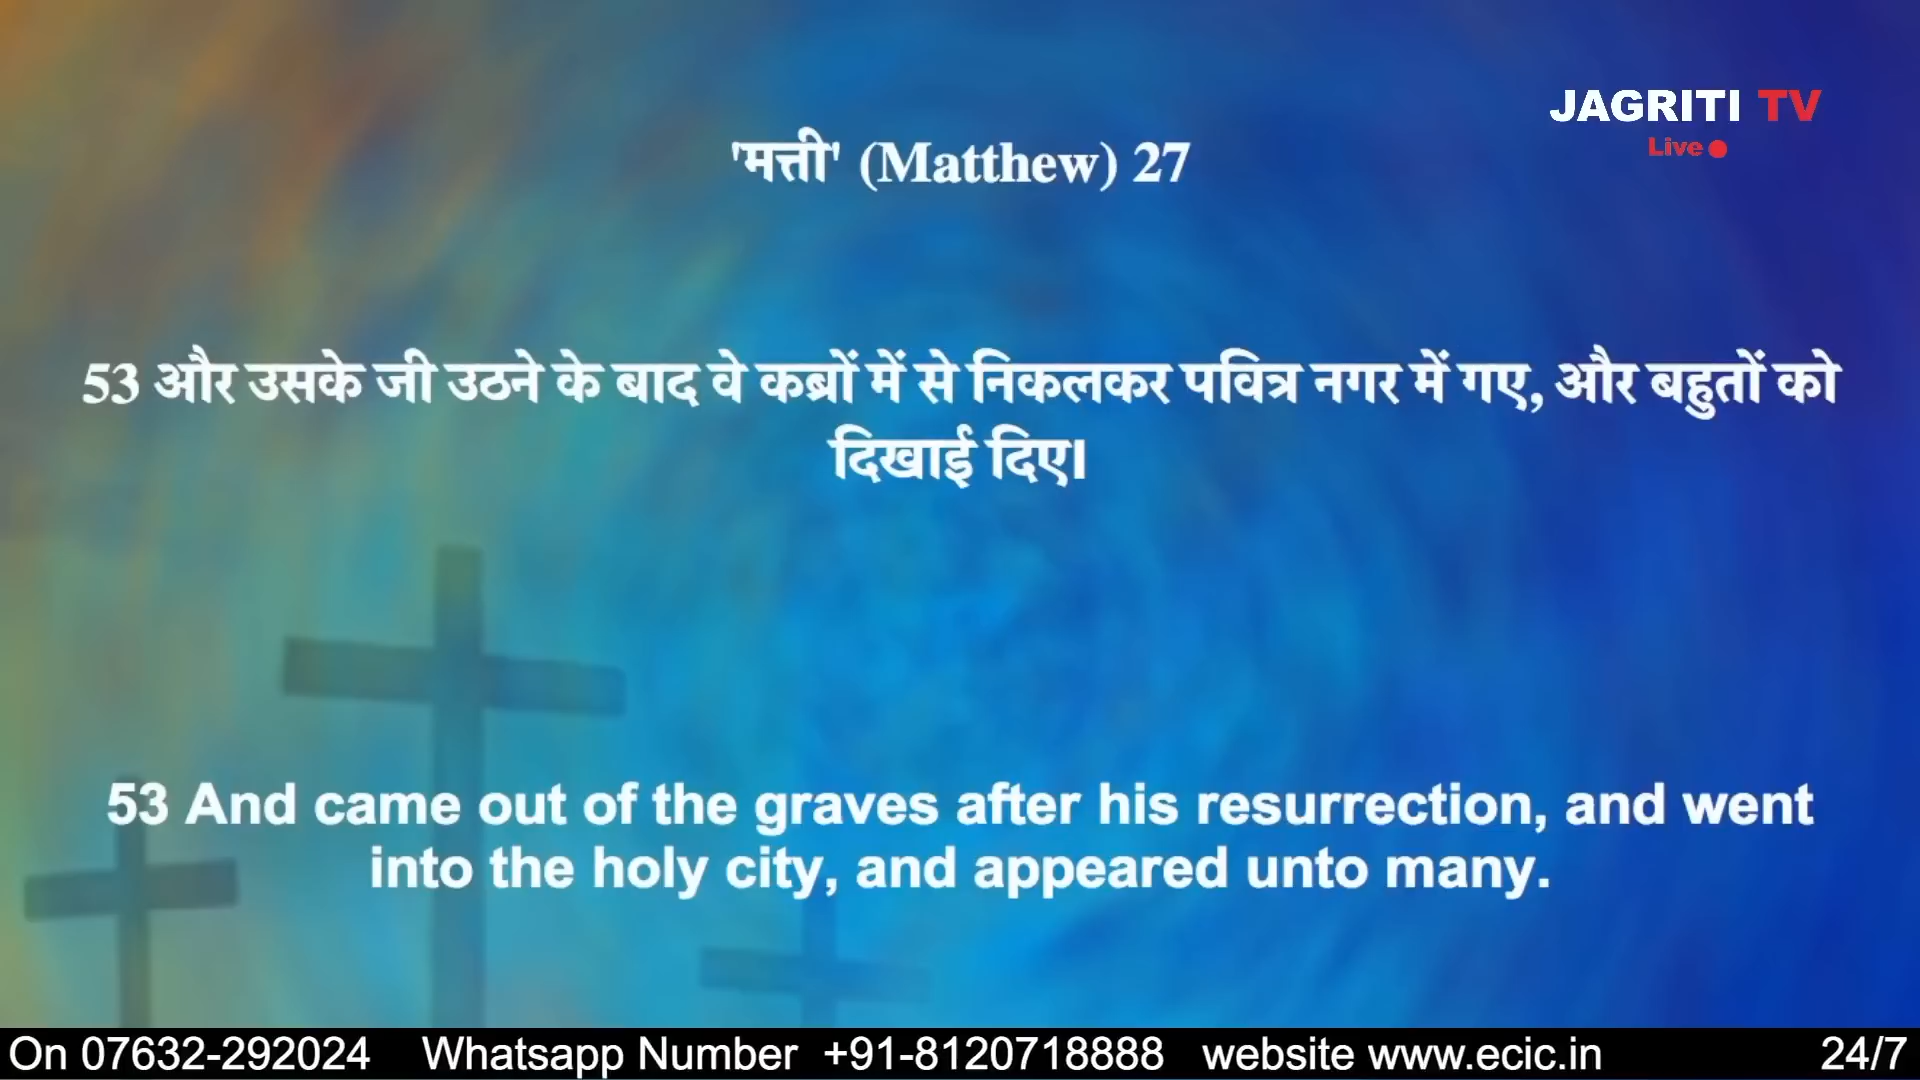 JAGRITI TV
Live
'मत्ती' (Matthew) 27
53 और उसके जी उठने के बाद वे कब्रों में से निकलकर पवित्र नगर में गए, और बहुतों को
दिखाई दिए।
53 And came out of the graves after his resurrection, and went
into the holy city, and appeared unto many.
On 07632-292024 Whatsapp Number +91-8120718888 website www.ecic.in 24/7